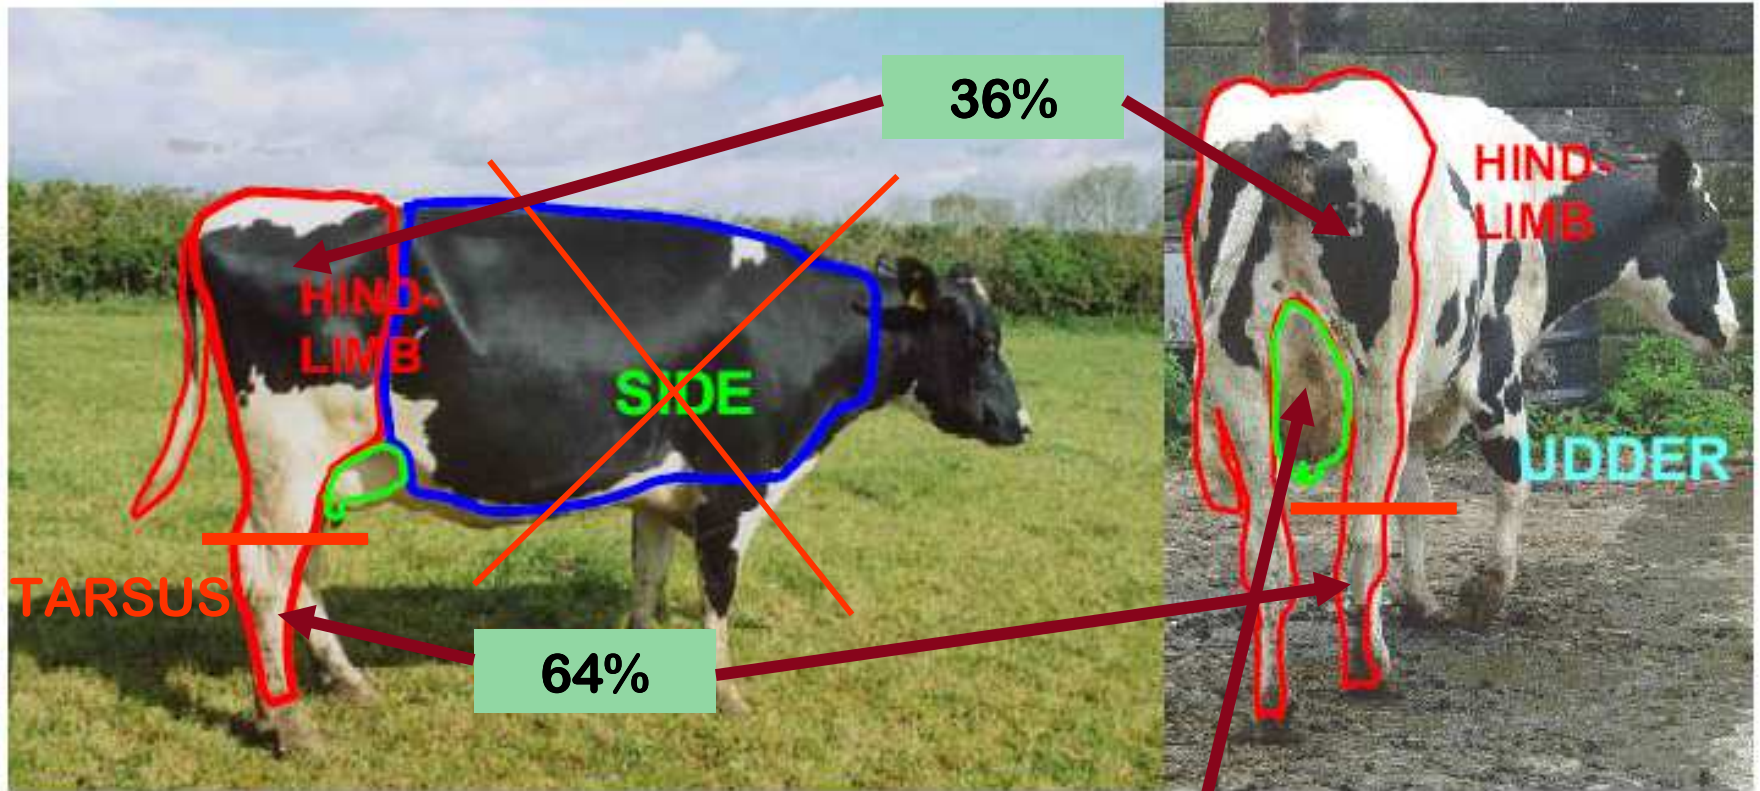 36%
HIND-
LIMB
HIND-
LIMB
SIDE
UDDER
TARSUS
64%